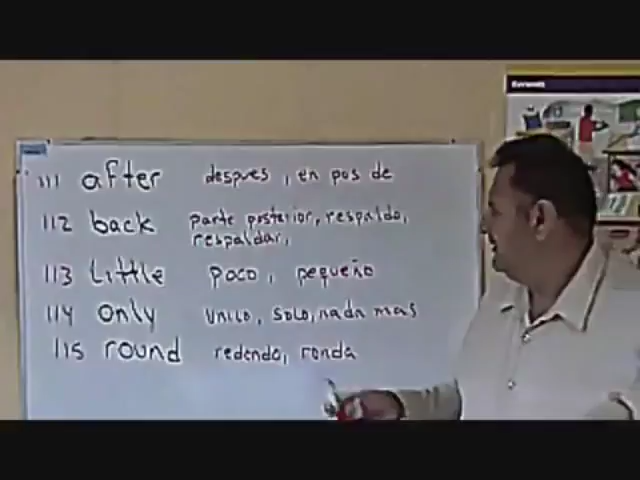 111 after despues, en pos de
112 back parte posterior, respaldo,
respaldar,
113 Little poco, pequeño
114 only unico, solo, nada mas
115 round redondo, ronda